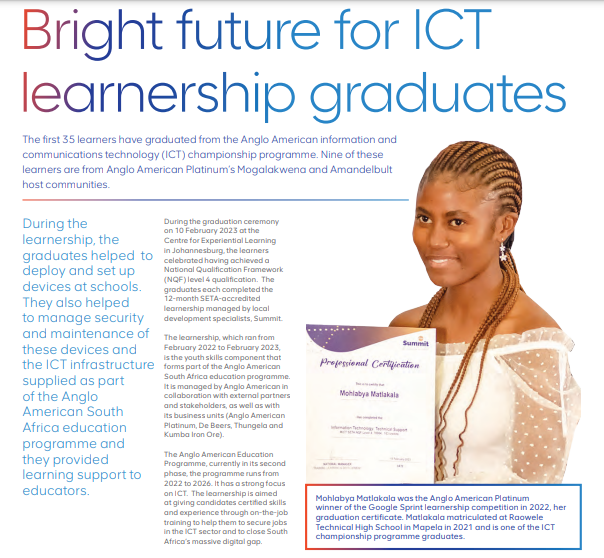 Bright future for ICT
learnership graduates
The first 35 learners have graduated from the Anglo American information and
communications technology (ICT) championship programme. Nine of these
learners are from Anglo American Platinum's Mogalakwena and Amandelbult
host communities.
During the
learnership, the
graduates helped to
deploy and set up
devices at schools.
They also helped
to manage security
and maintenance of
these devices and
the ICT infrastructure
supplied as part
of the Anglo
American South
Africa education
programme and
they provided
learning support to
educators.
During the graduation ceremony
on 10 February 2023 at the
Centre for Experiential Learning
in Johannesburg, the learners
celebrated having achieved a
National Qualification Framework
(NQF) level 4 qualification. The
graduates each completed the
12-month SETA-accredited
learnership managed by local
development specialists, Summit.
The learnership, which ran from
February 2022 to February 2023,
is the youth skills component that
forms part of the Anglo American
South Africa education programme.
It is managed by Anglo American in
collaboration with external partners
and stakeholders, as well as with
its business units (Anglo American
Platinum, De Beers, Thungela and
Kumba Iron Ore).
The Anglo American Education
Programme, currently in its second
phase, the programme runs from
2022 to 2026. It has a strong focus
on ICT. The learnership is aimed
at giving candidates certified skills
and experience through on-the-job
training to help them to secure jobs
in the ICT sector and to close South
Africa's massive digital gap.
Summit
Professional Certification
This is to certify that
Mohlabya Matlakala
has completed the
Information Technology: Technical Support
Mohlabya Matlakala was the Anglo American Platinum
winner of the Google Sprint learnership competition in 2022, her
graduation certificate. Matlakala matriculated at Raowele
Technical High School in Mapela in 2021 and is one of the ICT
championship programme graduates.